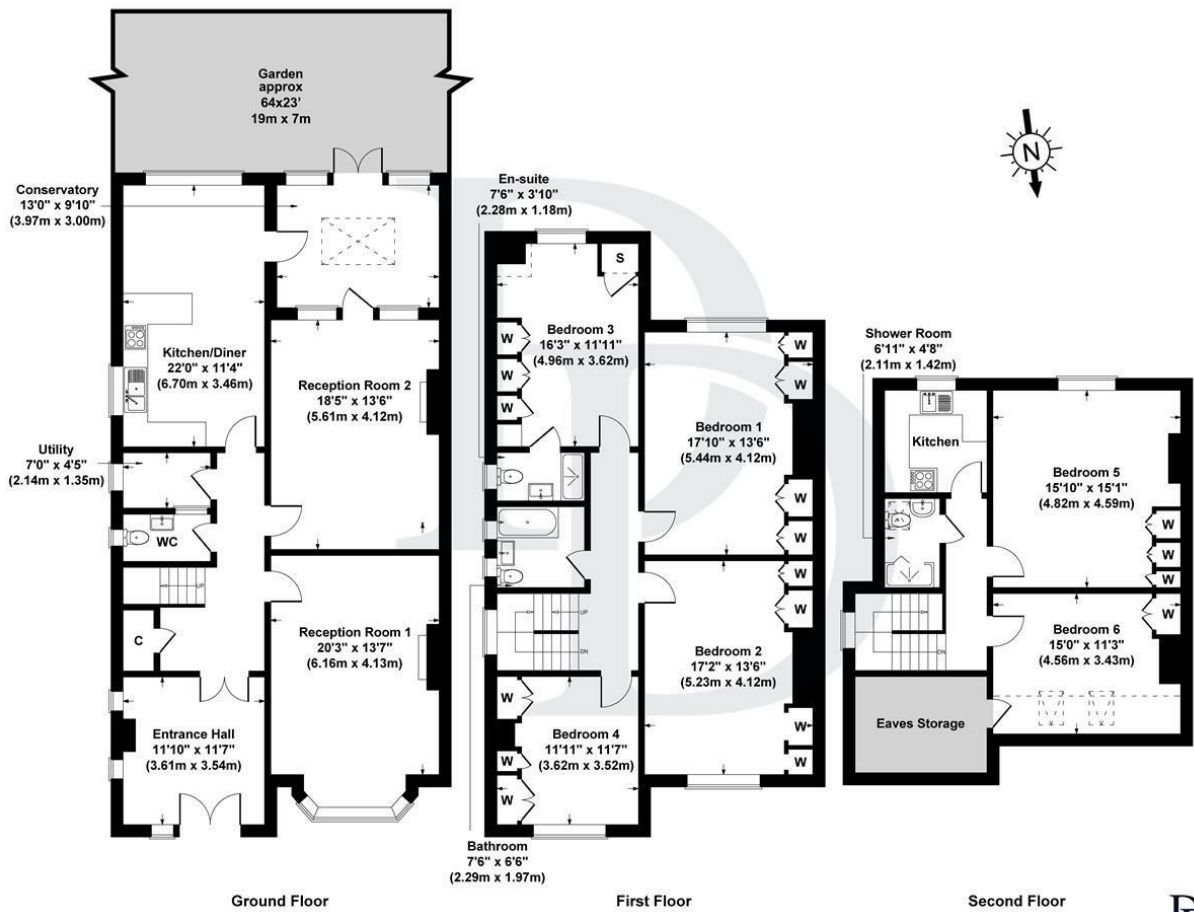 Garden
approx
64x23'
19m x 7m
Conservatory
13'0" x 9'10"
(3.97m x 3.00m)
Kitchen/Diner
22'0" x 11'4"
(6.70m x 3.46m)
Reception Room 2
18'5" x 13'6"
(5.61m x 4.12m)
Utility
7'0" x 4'5"
(2.14m x 1.35m)
WC
UP
C
Reception Room 1
20'3" x 13'7"
(6.16m x 4.13m)
Entrance Hall
11'10" x 11'7"
(3.61m x 3.54m)
Ground Floor
En-suite
7'6" x 3'10"
(2.28m x 1.18m)
S
Bedroom 3
16'3" x 11'11"
(4.96m x 3.62m)
W
W
W
W
W
Bedroom 1
17'10" x 13'6"
(5.44m x 4.12m)
W
W
W
W
UP
DN
Bedroom 2
17'2" x 13'6"
(5.23m x 4.12m)
W
W
Bedroom 4
11'11" x 11'7"
(3.62m x 3.52m)
W
W
W
Bathroom
7'6" x 6'6"
(2.29m x 1.97m)
First Floor
N
Shower Room
6'11" x 4'8"
(2.11m x 1.42m)
Kitchen
Bedroom 5
15'10" x 15'1"
(4.82m x 4.59m)
W
W
W
W
DN
Bedroom 6
15'0" x 11'3"
(4.56m x 3.43m)
Eaves Storage
Second Floor